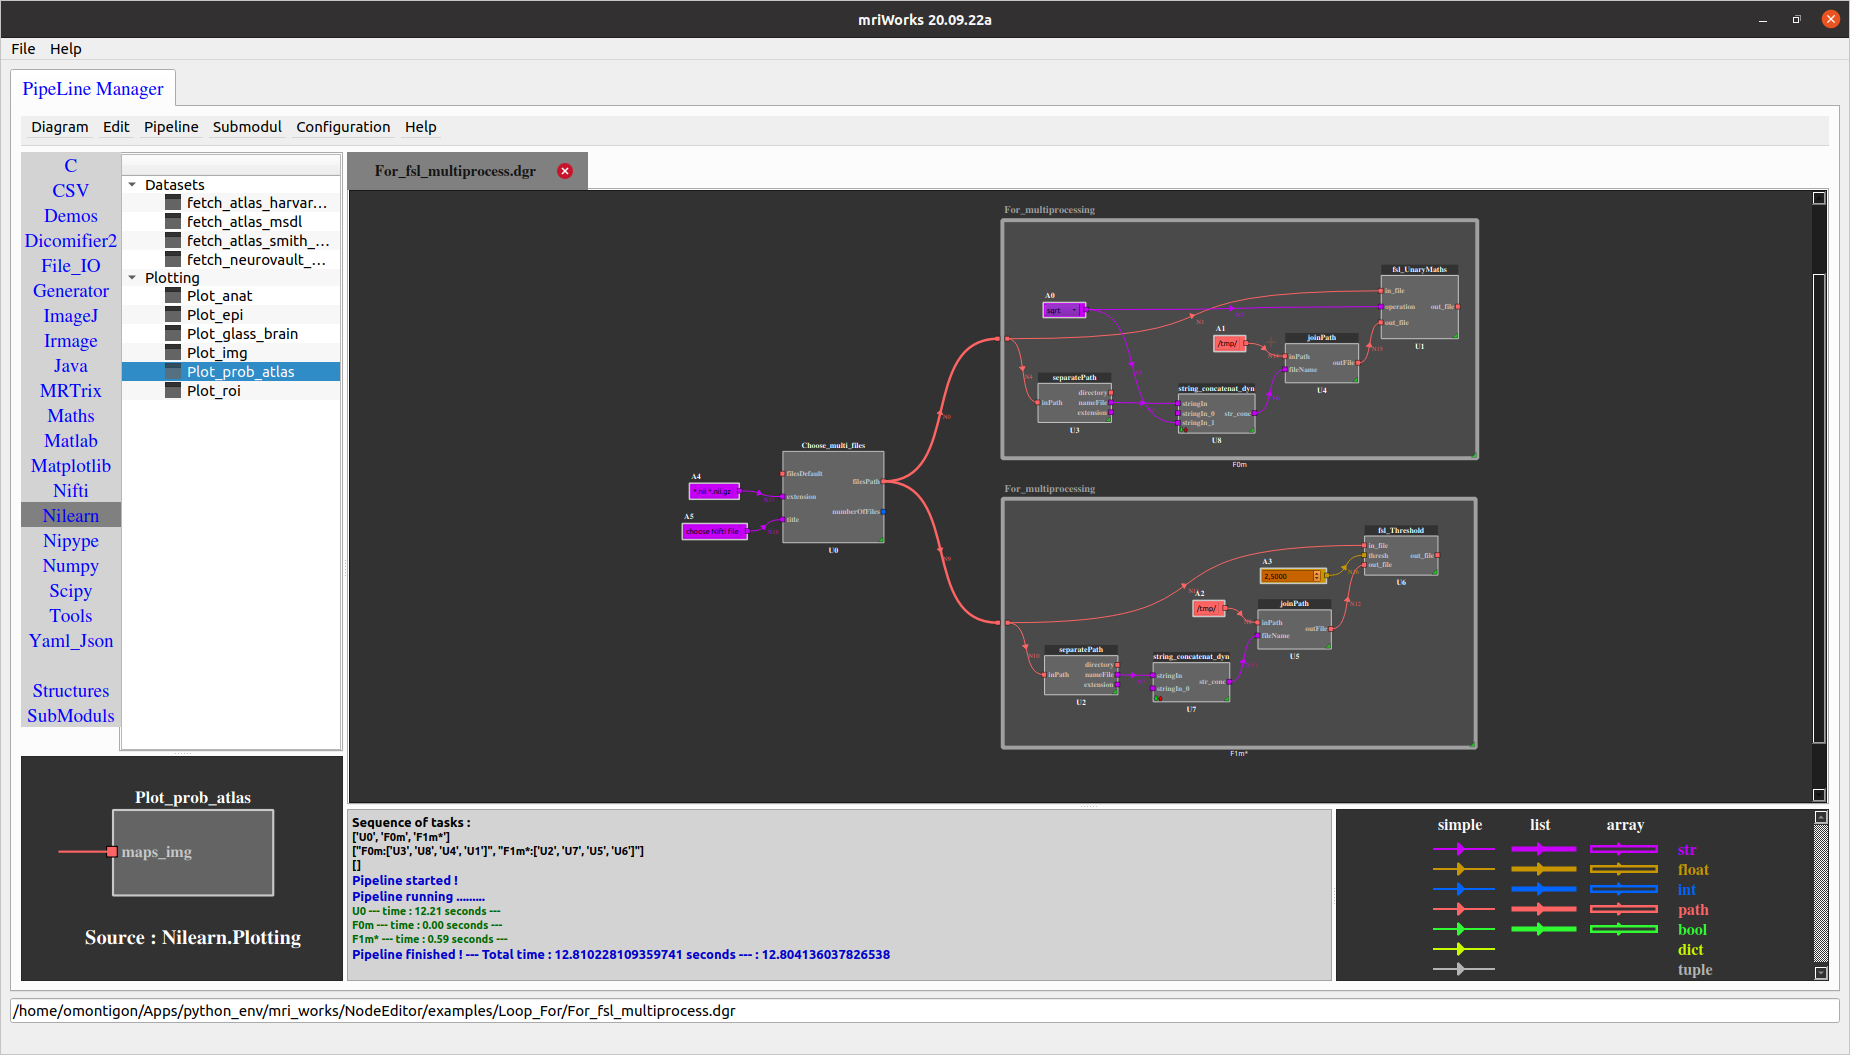 mriWorks 20.09.22a
File Help
PipeLine Manager
Diagram Edit Pipeline Submodul Configuration Help
C
CSV
Demos
Dicomifier2
File_IO
Generator
ImageJ
Irmage
Java
MRTrix
Maths
Matlab
Matplotlib
Nifti
Nilearn
Nipype
Numpy
Scipy
Tools
Yaml_Json
Structures
SubModuls
Datasets
fetch_atlas_harvar...
fetch_atlas_msdl
fetch_atlas_smith_...
fetch_neurovault_...
Plotting
Plot_anat
Plot_epi
Plot_glass_brain
Plot_img
Plot_prob_atlas
Plot_roi
For_fsl_multiprocess.dgr
For_multiprocessing
fsl_UnaryMaths
in_file
operation out_file
out_file
U1
A0
sqrt
A1
/tmp/
joinPath
inPath
outFile
fileName
U4
separatePath
directory
inPath nameFile
extension
U3
string_concatenat_dyn
stringIn
stringIn_0 str_conc
stringIn_1
U8
F0m
Choose_multi_files
filesDefault
filesPath
extension
numberOfFiles
title
U0
A4
*.nii *.nii.gz
A5
choose Nifti file
For_multiprocessing
fsl_Threshold
in_file
thresh out_file
out_file
U6
A3
2,5000
A2
/tmp/
joinPath
inPath
outFile
fileName
U5
separatePath
directory
inPath nameFile
extension
U2
string_concatenat_dyn
stringIn
str_conc
stringIn_0
U7
F1m*
Plot_prob_atlas
maps_img
Source : Nilearn.Plotting
Sequence of tasks :
['U0', 'F0m', 'F1m*']
["F0m:['U3', 'U8', 'U4', 'U1']", "F1m*:['U2', 'U7', 'U5', 'U6']"]
[]
Pipeline started !
Pipeline running .........
U0 --- time : 12.21 seconds ---
F0m --- time : 0.00 seconds ---
F1m* --- time : 0.59 seconds ---
Pipeline finished ! --- Total time : 12.810228109359741 seconds --- : 12.804136037826538
simple list array
str
float
int
path
bool
dict
tuple
/home/omontigon/Apps/python_env/mri_works/NodeEditor/examples/Loop_For/For_fsl_multiprocess.dgr